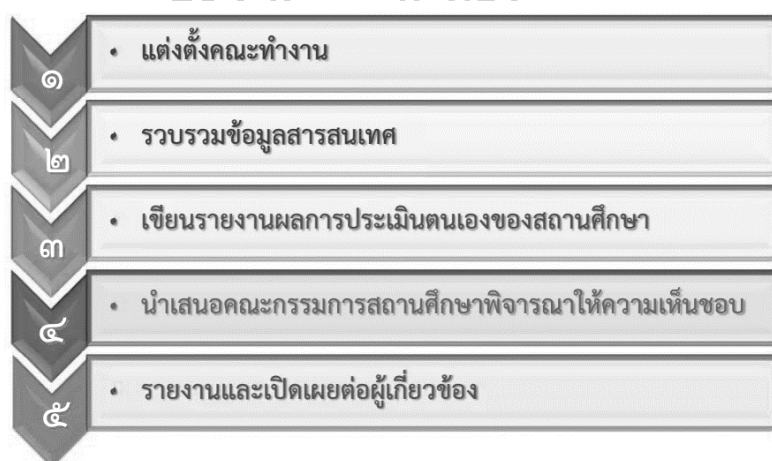 ๑
• แต่งตั้งคณะทำงาน
๒
• รวบรวมข้อมูลสารสนเทศ
๓
• เขียนรายงานผลการประเมินตนเองของสถานศึกษา
๔
• นำเสนอคณะกรรมการสถานศึกษาพิจารณาให้ความเห็นชอบ
๕
• รายงานและเปิดเผยต่อผู้เกี่ยวข้อง